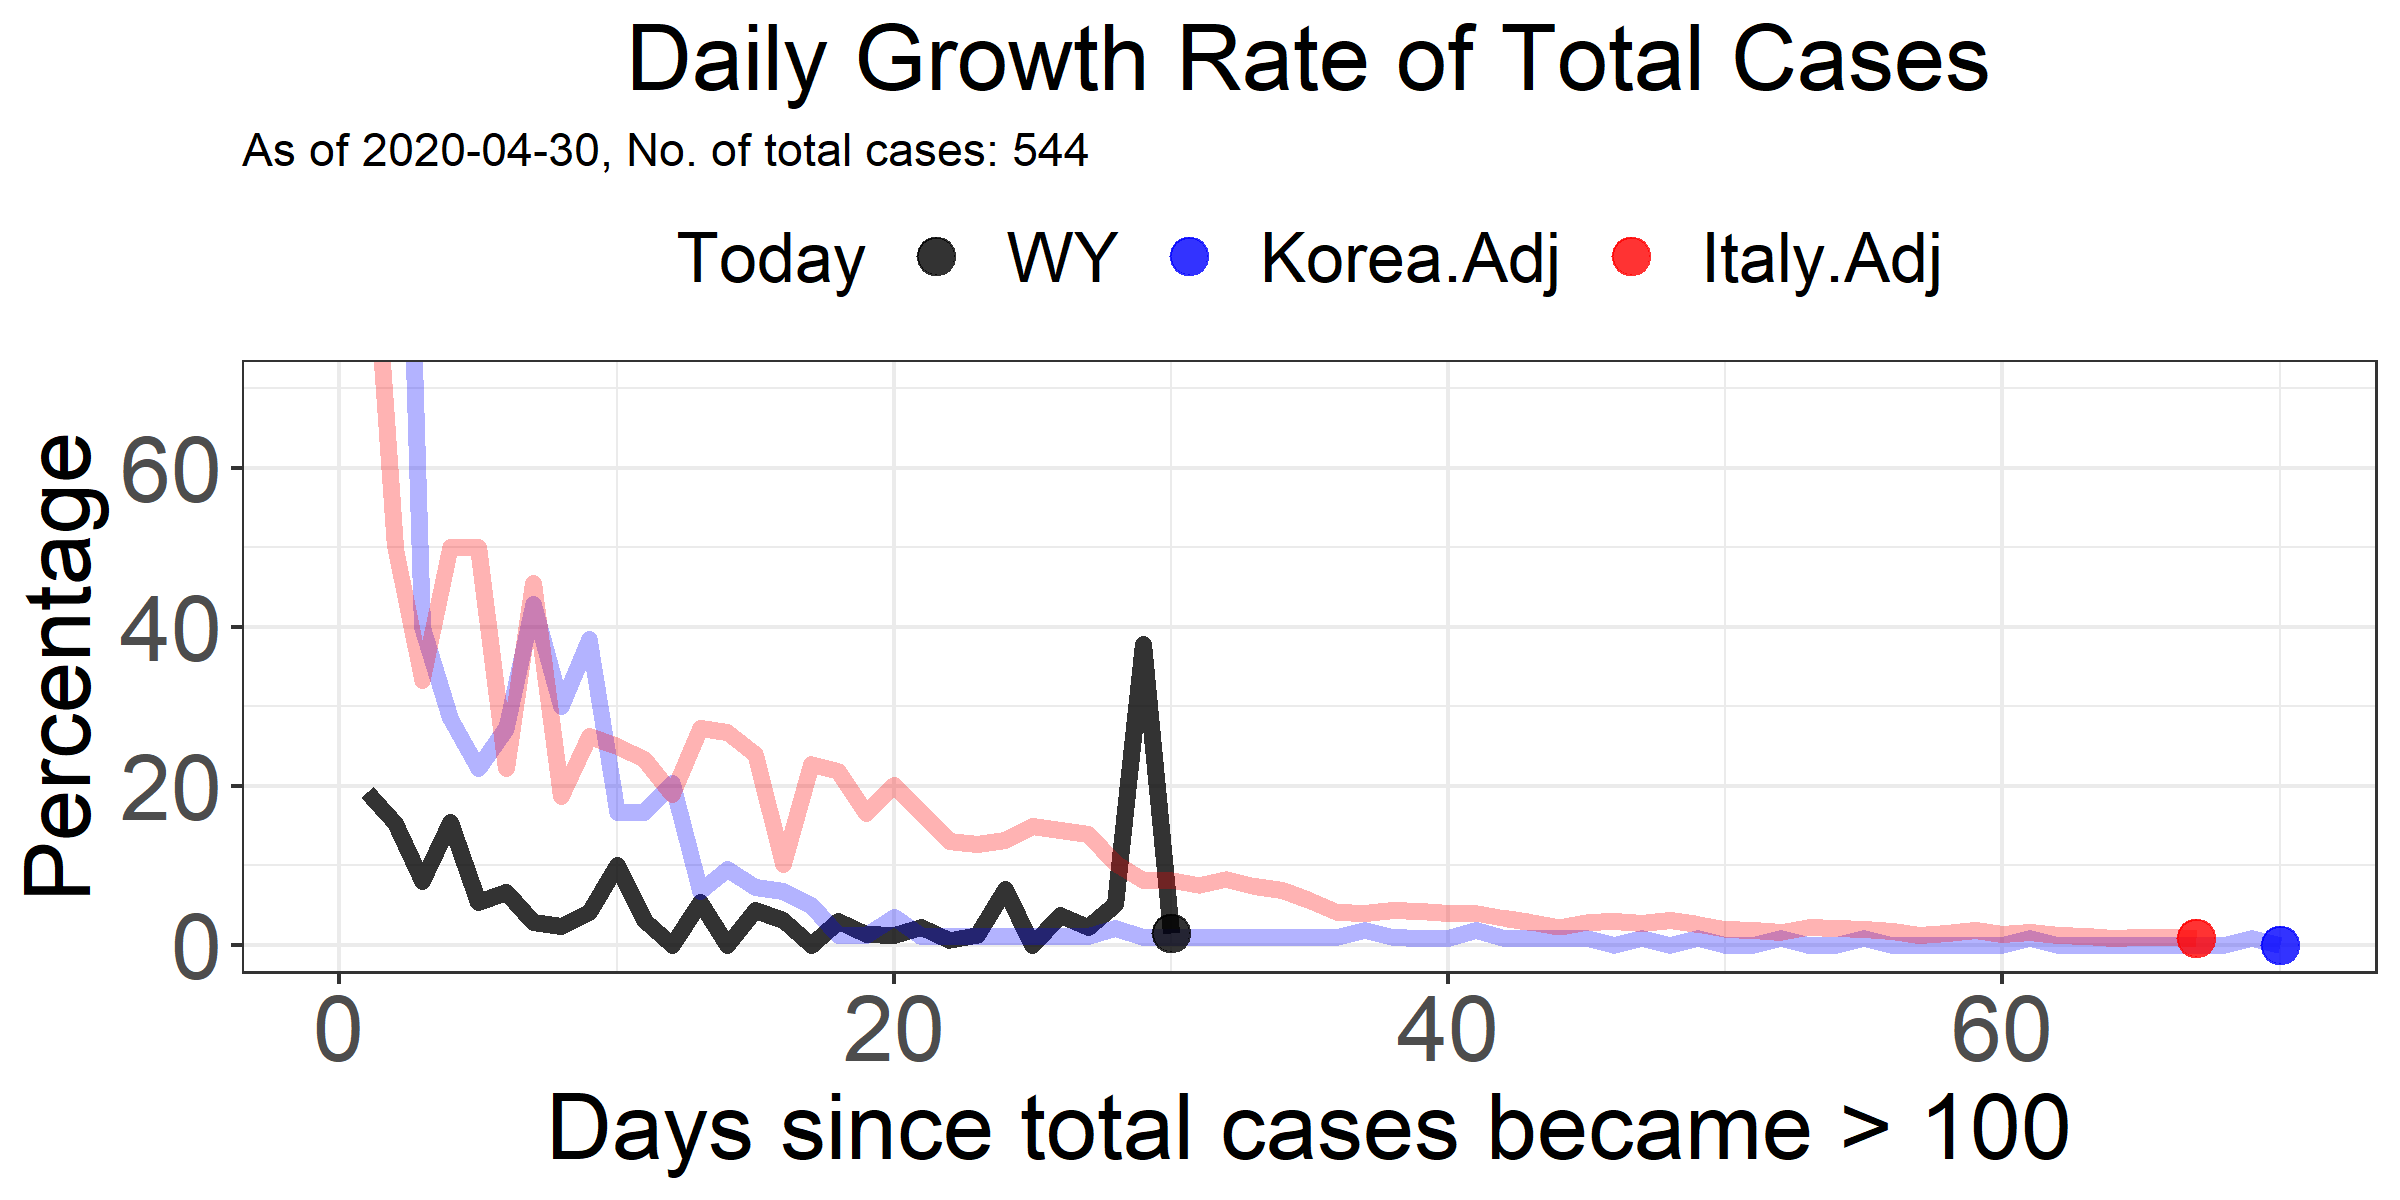 Daily Growth Rate of Total Cases
As of 2020-04-30, No. of total cases: 544
Today WY Korea.Adj Italy.Adj
Percentage
60
40
20
0
0 20 40 60
Days since total cases became > 100